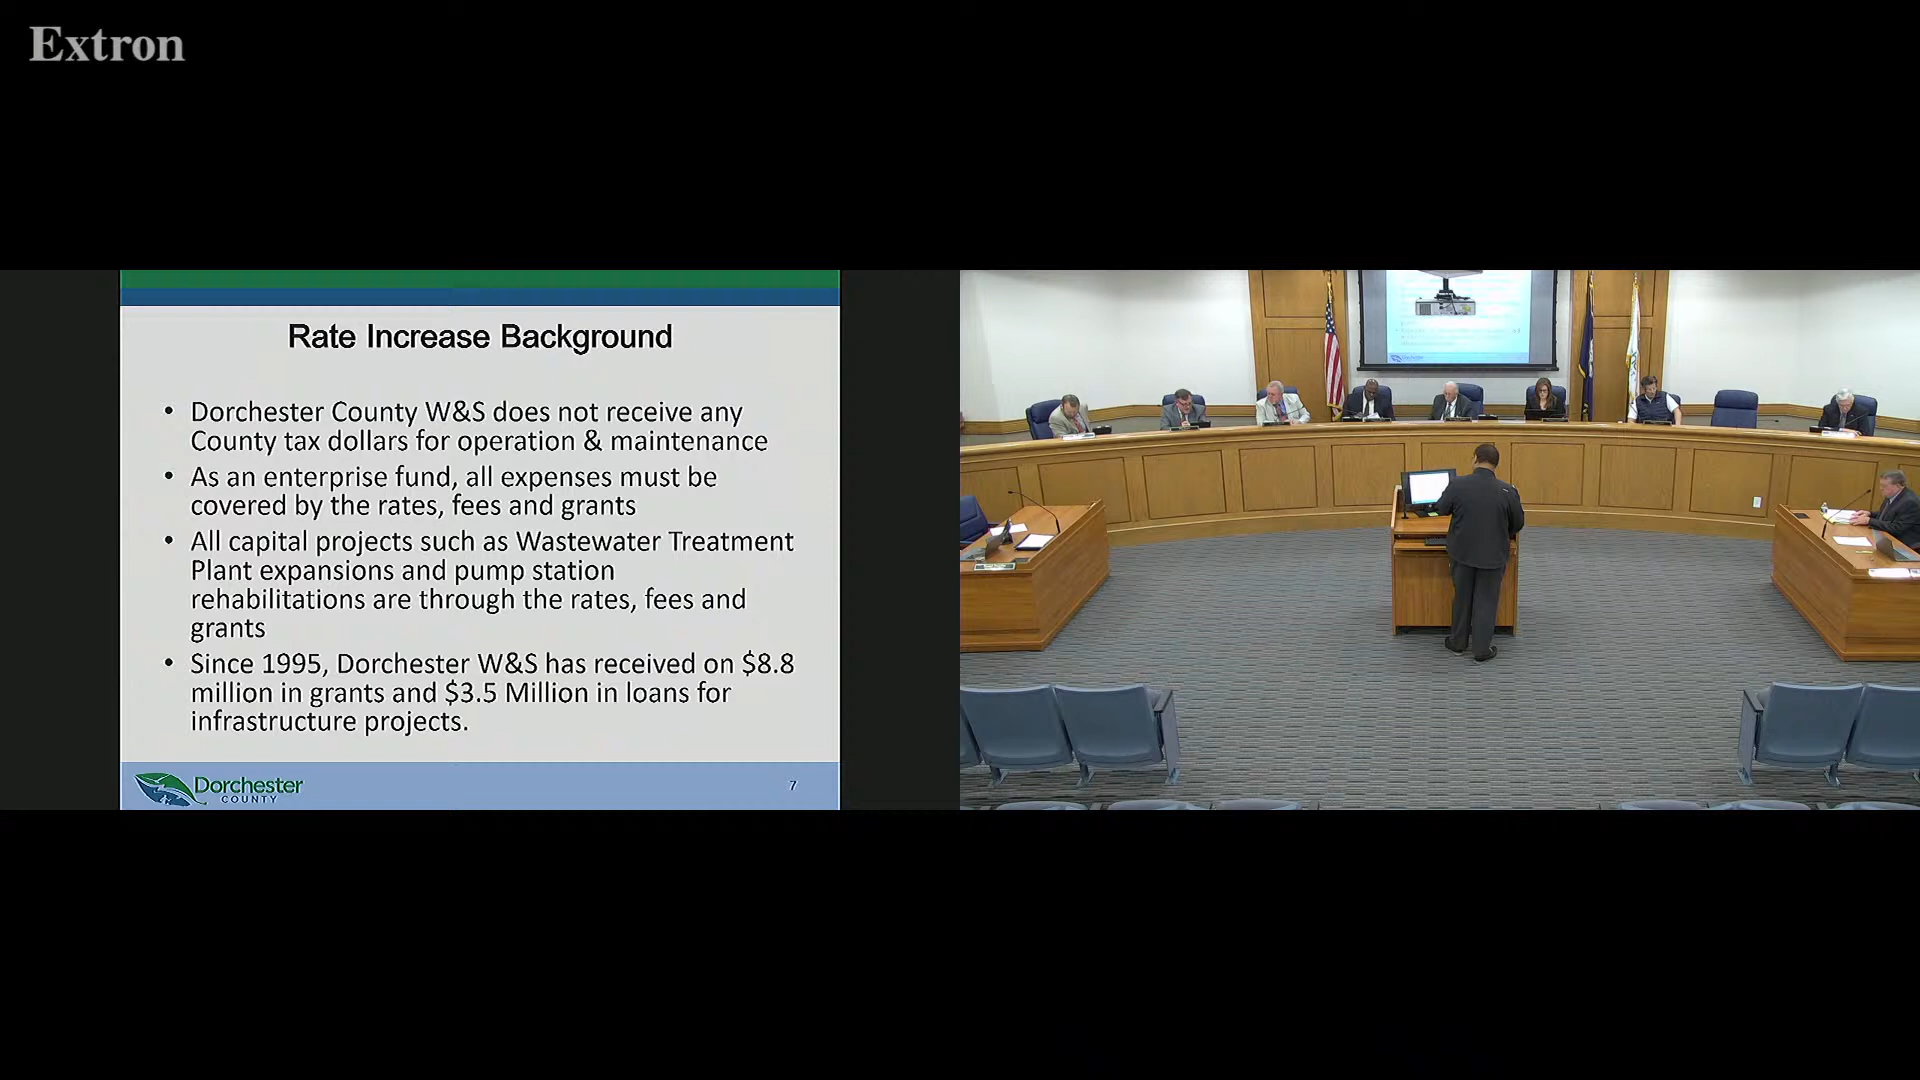 Extron
Rate Increase Background
• Dorchester County W&S does not receive any
County tax dollars for operation & maintenance
• As an enterprise fund, all expenses must be
covered by the rates, fees and grants
• All capital projects such as Wastewater Treatment
Plant expansions and pump station
rehabilitations are through the rates, fees and
grants
• Since 1995, Dorchester W&S has received on $8.8
million in grants and $3.5 Million in loans for
infrastructure projects.
Dorchester
COUNTY
7